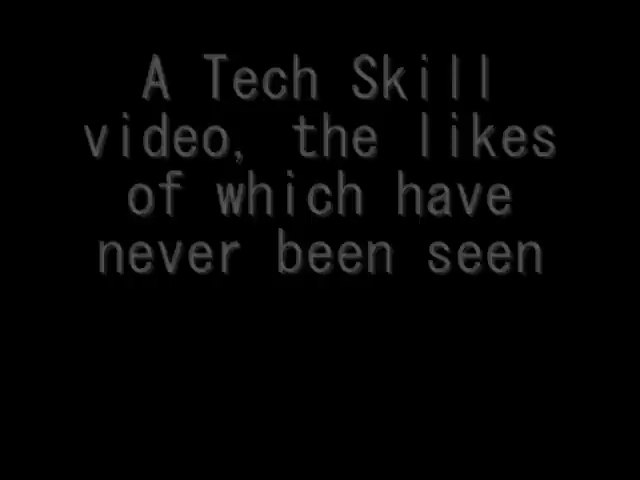 A Tech Skill
video, the likes
of which have
never been seen